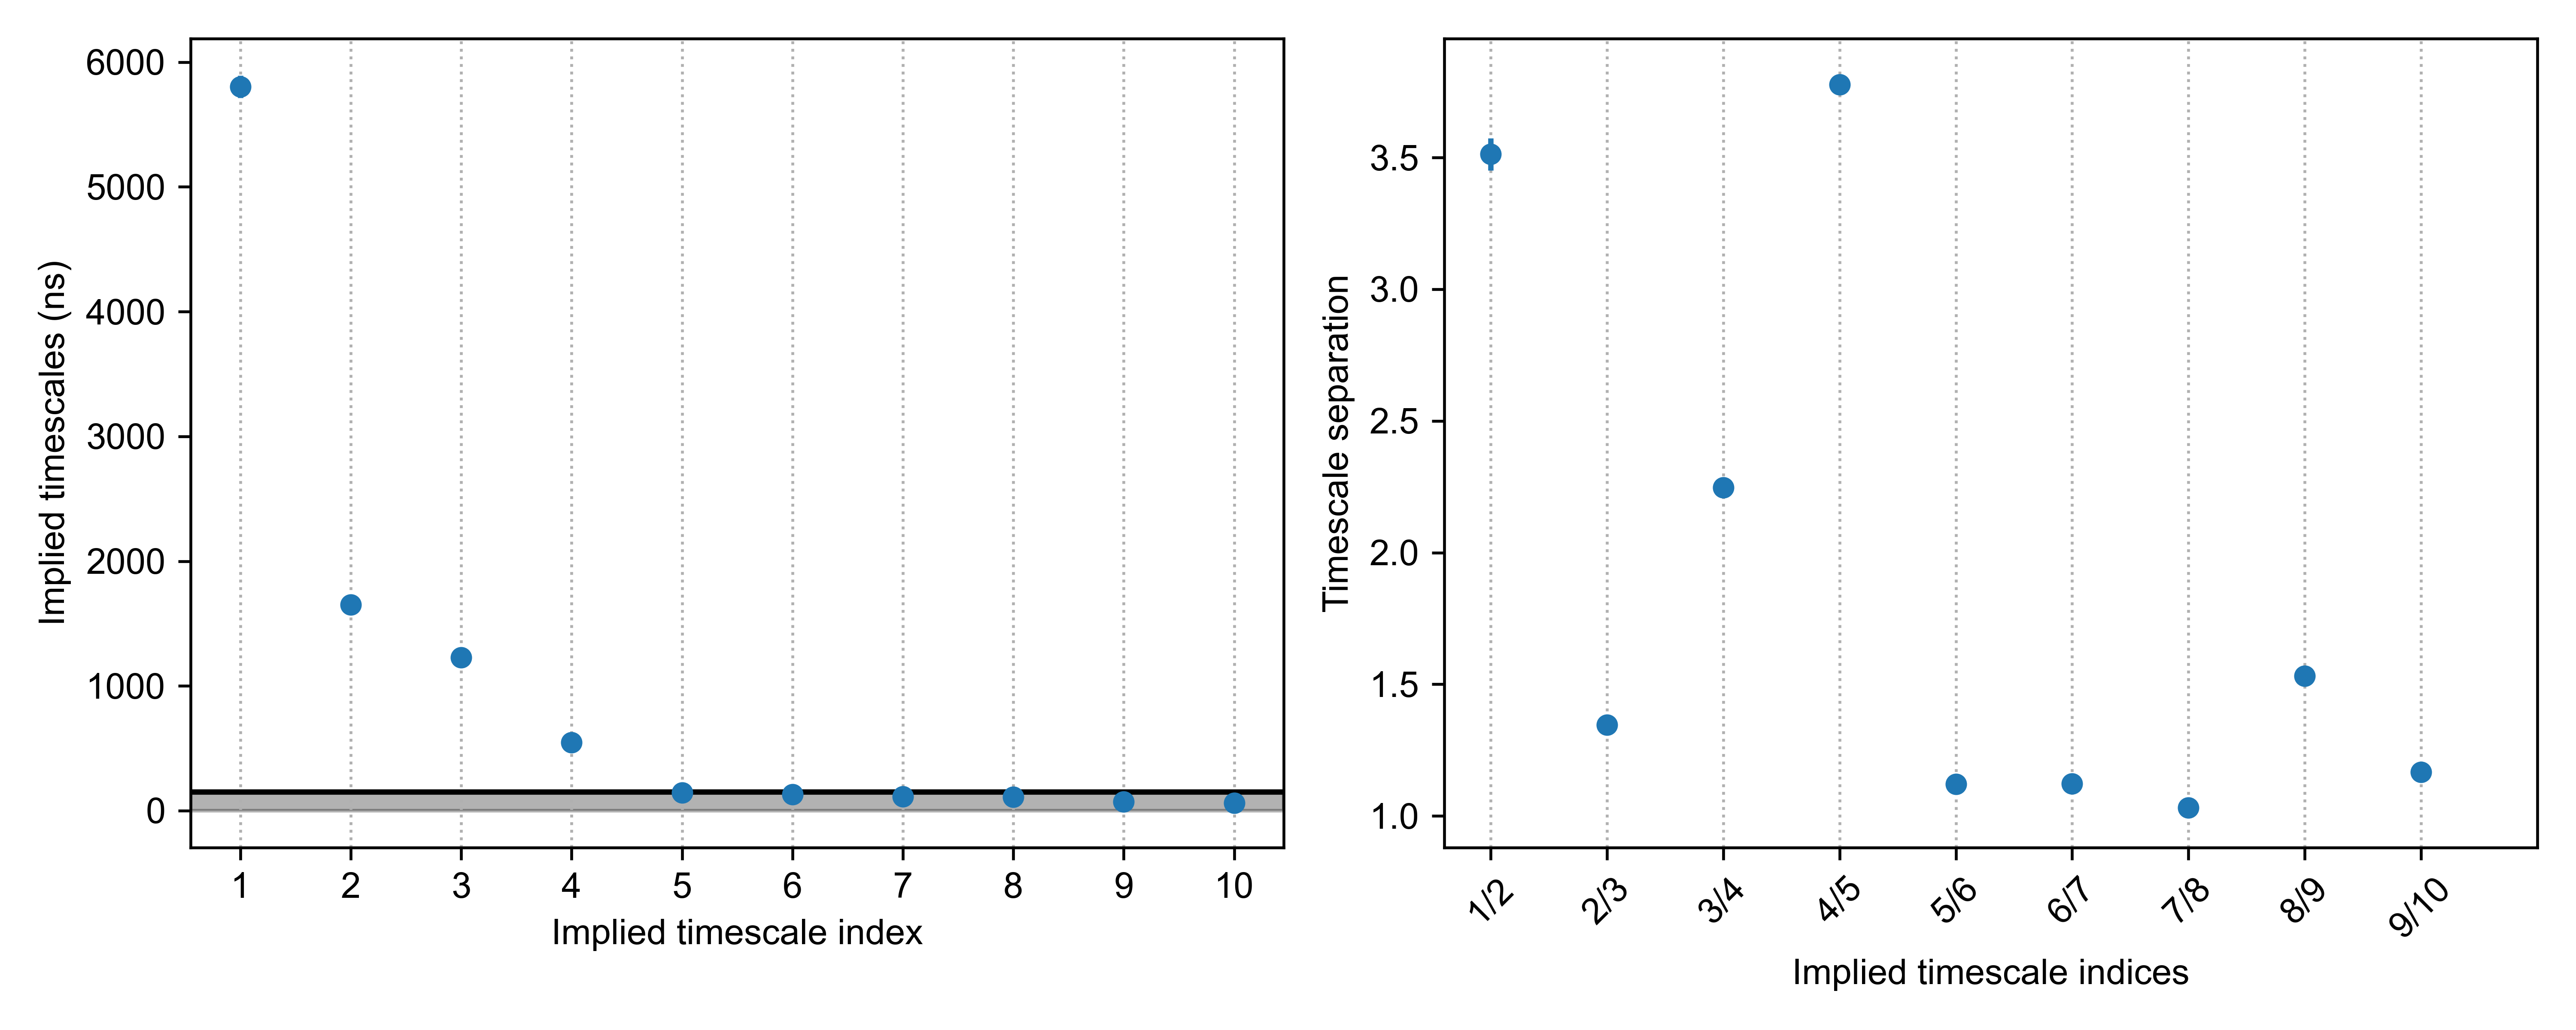 6000
5000
4000
3000
2000
1000
0
Implied timescales (ns)
1 2 3 4 5 6 7 8 9 10
Implied timescale index
3.5
3.0
2.5
2.0
1.5
1.0
Timescale separation
1/2 2/3 3/4 4/5 5/6 6/7 7/8 8/9 9/10
Implied timescale indices